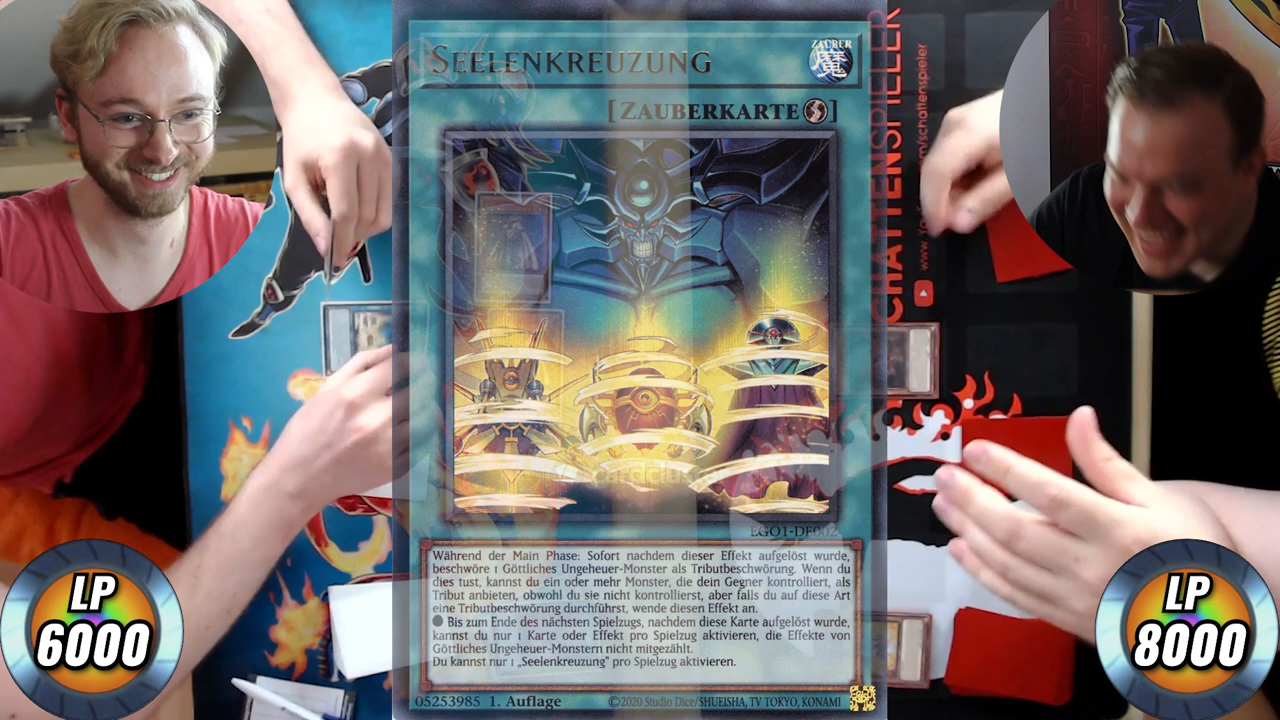 SEELENKREUZUNG
ZAUBER
魔
[ZAUBERKARTE]
EGO1-DE002
Während der Main Phase: Sofort nachdem dieser Effekt aufgelöst wurde,
beschwöre 1 Göttliches Ungeheuer-Monster als Tributbeschwörung. Wenn du
dies tust, kannst du ein oder mehr Monster, die dein Gegner kontrolliert, als
Tribut anbieten, obwohl du sie nicht kontrollierst, aber falls du auf diese Art
eine Tributbeschwörung durchführst, wende diesen Effekt an.
● Bis zum Ende des nächsten Spielzugs, nachdem diese Karte aufgelöst wurde,
kannst du nur 1 Karte oder Effekt pro Spielzug aktivieren, die Effekte von
Göttlichen Ungeheuern nicht mitgezählt.
Du kannst nur 1 „Seelenkreuzung" pro Spielzug aktivieren.
05253985 1. Auflage
©2020 Studio Dice/SHUEISHA, TV TOKYO, KONAMI
LP
6000
LP
8000
SCHATTENSPIELER